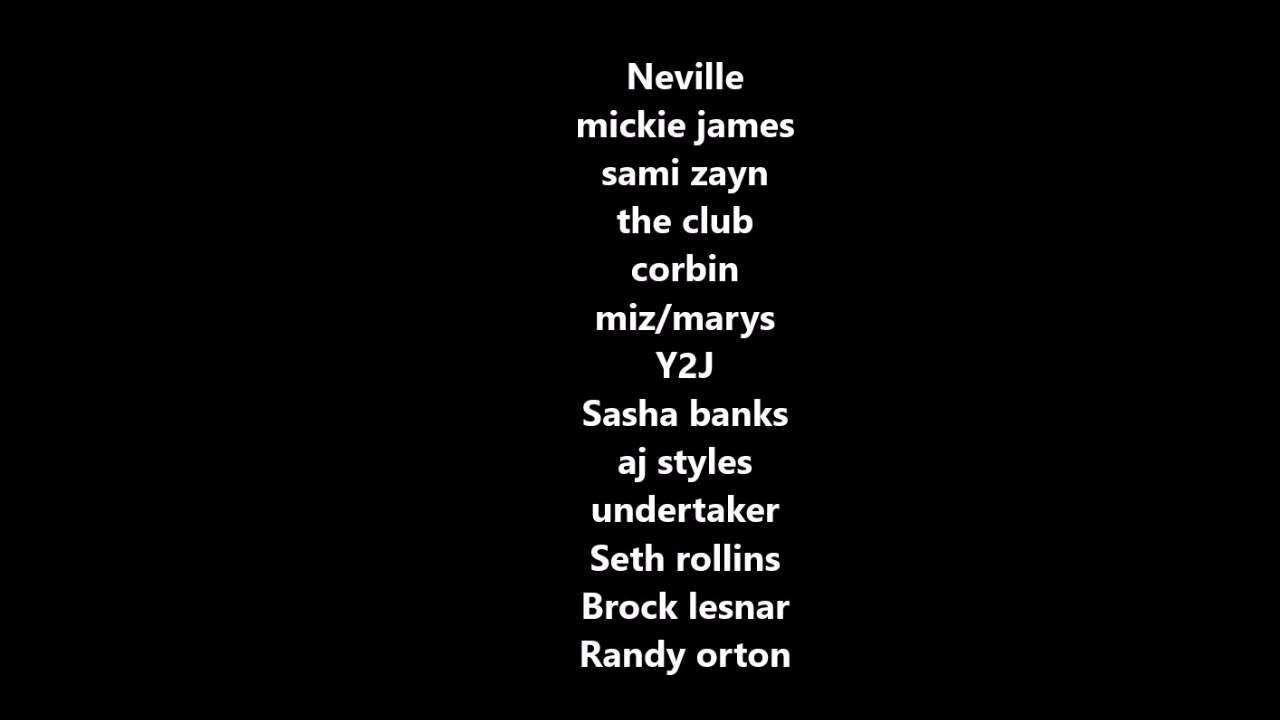 Neville
mickie james
sami zayn
the club
corbin
miz/marys
Y2J
Sasha banks
aj styles
undertaker
Seth rollins
Brock lesnar
Randy orton